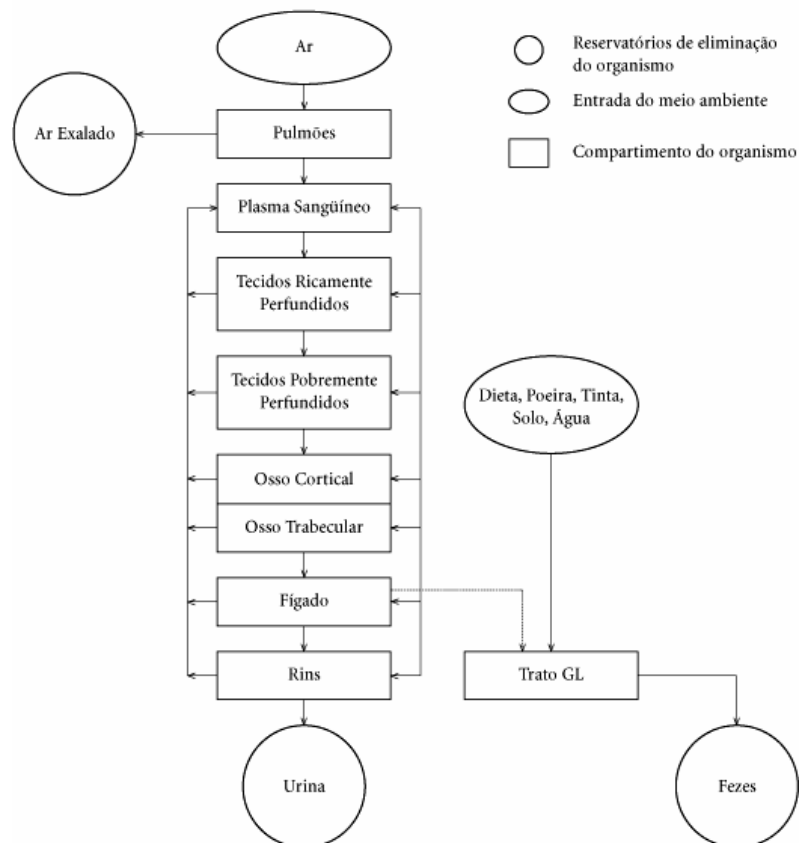 Ar
Reservatórios de eliminação
do organismo
Entrada do meio ambiente
Compartimento do organismo
Ar Exalado
Pulmões
Plasma Sangüíneo
Tecidos Ricamente
Perfundidos
Tecidos Pobremente
Perfundidos
Dieta, Poeira, Tinta,
Solo, Água
Osso Cortical
Osso Trabecular
Fígado
Rins
Trato GL
Urina
Fezes